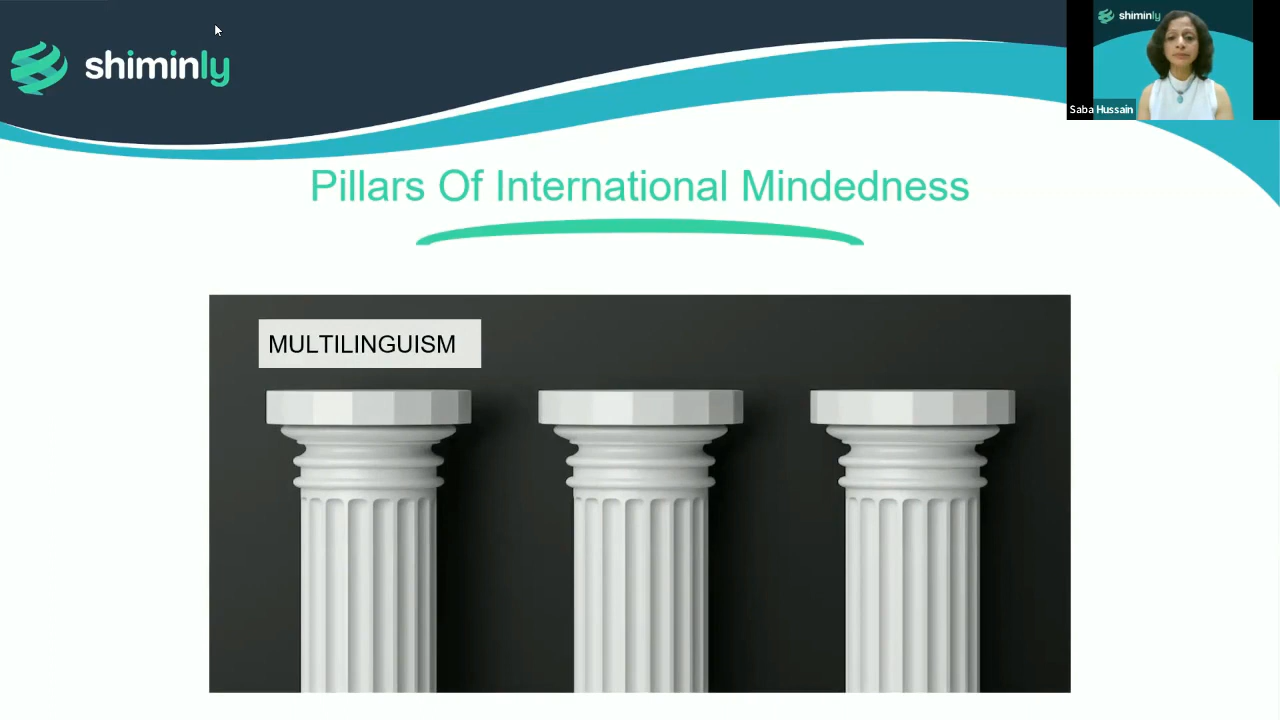 shiminly
shiminly
Saba Hussain
Pillars Of International Mindedness
MULTILINGUISM